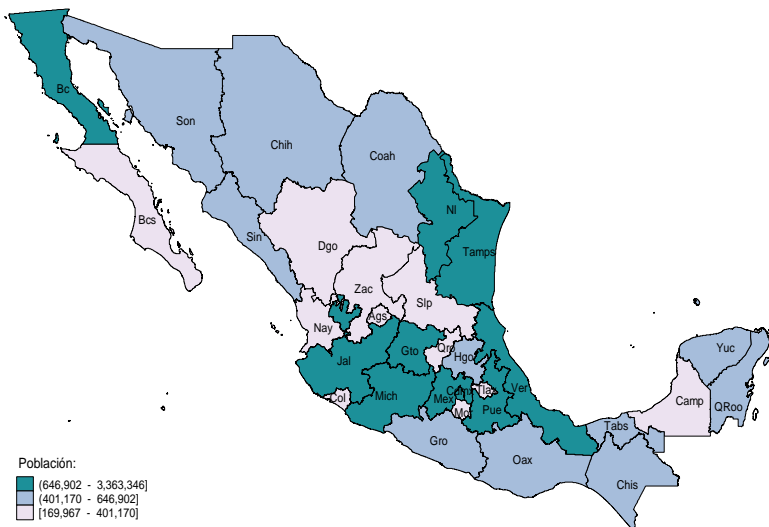 Bc
Son
Chih
Coah
Bcs
Nl
Sin
Dgo
Tamps
Zac
Slp
Ags
Nay
Yuc
Qro
Jal
Gto
Hgo
Camp
QRoo
Col
Mich
Mex
Tlax
Ver
Mor
Pue
Tabs
Gro
Oax
Chis
Población:
(646,902 - 3,363,346]
(401,170 - 646,902]
[169,967 - 401,170]